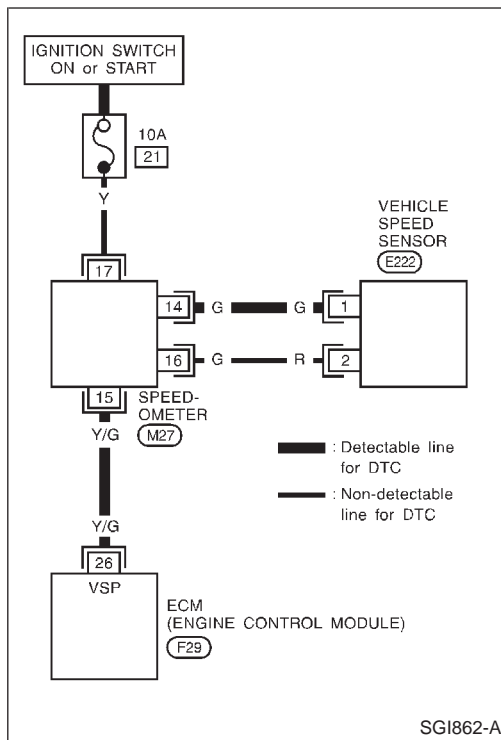 IGNITION SWITCH
ON or START
10A
21
Y
VEHICLE
SPEED
SENSOR
E222
17
14
G
G
1
16
G
R
2
15
SPEED-
OMETER
M27
Y/G
: Detectable line
for DTC
: Non-detectable
line for DTC
Y/G
26
VSP
ECM
(ENGINE CONTROL MODULE)
F29
SGI862-A